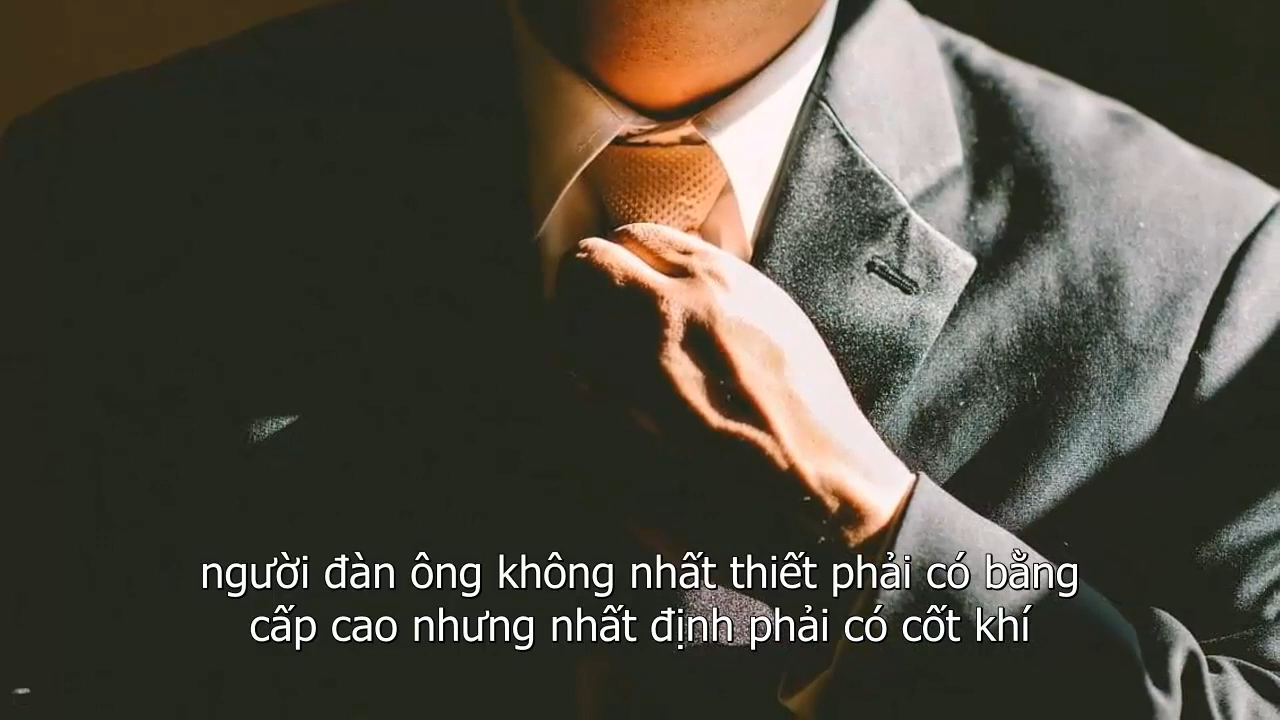 người đàn ông không nhất thiết phải có bằng
cấp cao nhưng nhất định phải có cốt khí